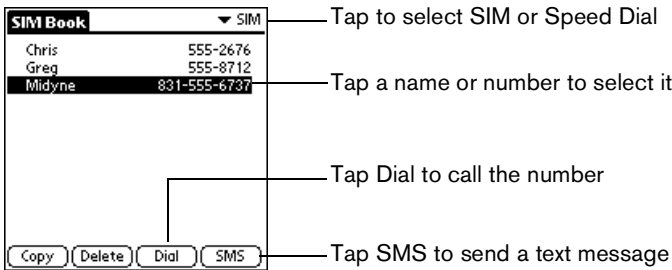 SIM Book
SIM
Tap to select SIM or Speed Dial
Chris 555-2676
Greg 555-8712
Midyne 831-555-6737
Tap a name or number to select it
Tap Dial to call the number
Copy Delete Dial SMS
Tap SMS to send a text message